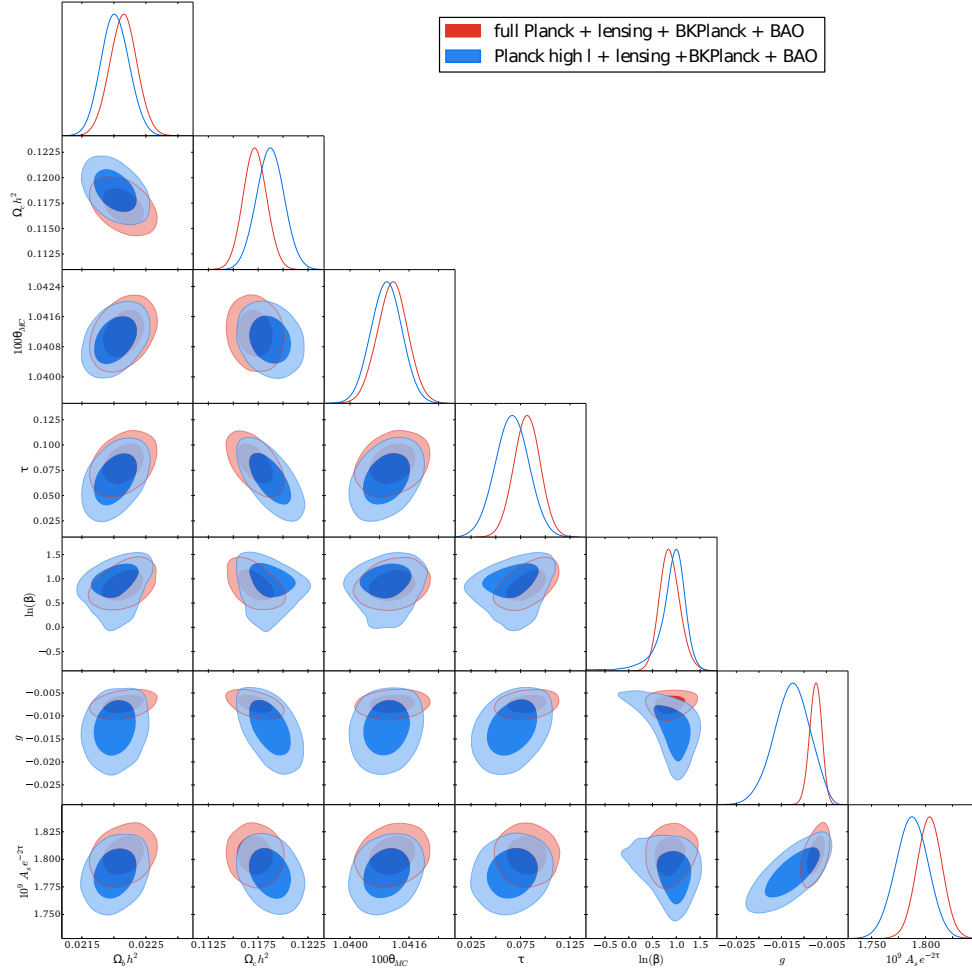 full Planck + lensing + BKPlanck + BAO
Planck high l + lensing +BKPlanck + BAO
0.1225
0.1200
0.1175
0.1150
0.1125
Ω_c h²
1.0424
1.0416
1.0408
1.0400
100θ_MC
0.125
0.100
0.075
0.050
0.025
τ
1.5
1.0
0.5
0.0
−0.5
ln(β)
−0.005
−0.010
−0.015
−0.020
−0.025
g
1.825
1.800
1.775
1.750
10⁹ A_s e^{−2τ}
0.0215 0.0225 0.1125 0.1175 0.1225 1.0400 1.0416 0.025 0.075 0.125 −0.5 0.0 0.5 1.0 1.5 −0.025 −0.015 −0.005 1.750 1.800
Ω_b h² Ω_c h² 100θ_MC τ ln(β) g 10⁹ A_s e^{−2τ}